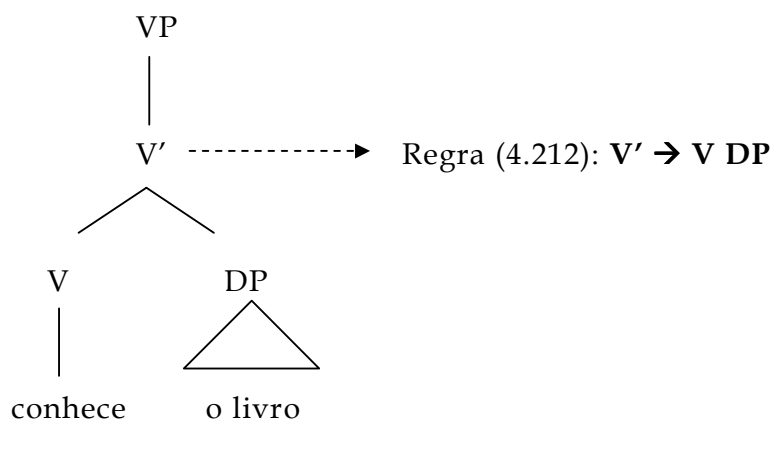 VP
V’ Regra (4.212): V’ → V DP
V DP
conhece o livro